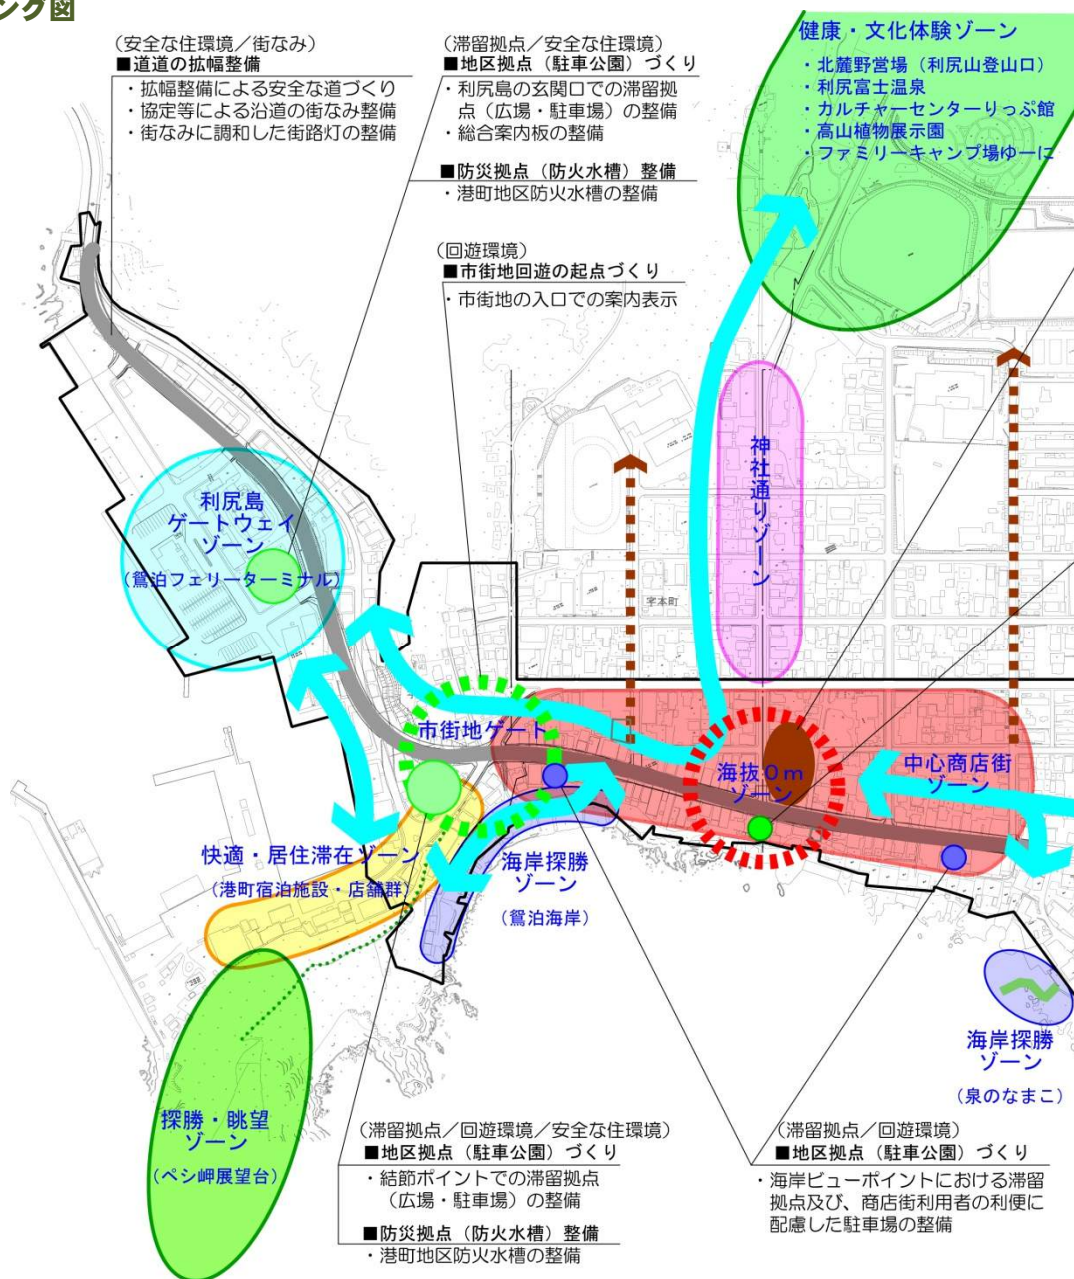 ング図
(安全な住環境／街なみ)
■道道の拡幅整備
・拡幅整備による安全な道づくり
・協定等による沿道の街なみ整備
・街なみに調和した街路灯の整備
(滞留拠点／安全な住環境)
■地区拠点（駐車公園）づくり
・利尻島の玄関口での滞留拠
点（広場・駐車場）の整備
・総合案内板の整備
■防災拠点（防火水槽）整備
・港町地区防火水槽の整備
(回遊環境)
■市街地回遊の起点づくり
・市街地の入口での案内表示
健康・文化体験ゾーン
・北麓野営場（利尻山登山口）
・利尻富士温泉
・カルチャーセンターりっぷ館
・高山植物展示園
・ファミリーキャンプ場ゆーに
神社通りゾーン
利尻島
ゲートウェイ
ゾーン
(鴛泊フェリーターミナル)
字本町
市街地ゲート
海抜０ｍ
ゾーン
中心商店街
ゾーン
快適・居住滞在ゾーン
(港町宿泊施設・店舗群)
海岸探勝
ゾーン
(鴛泊海岸)
海岸探勝
ゾーン
(泉のなまこ)
探勝・眺望
ゾーン
(ペシ岬展望台)
(滞留拠点／回遊環境／安全な住環境)
■地区拠点（駐車公園）づくり
・結節ポイントでの滞留拠点
（広場・駐車場）の整備
■防災拠点（防火水槽）整備
・港町地区防火水槽の整備
(滞留拠点／回遊環境)
■地区拠点（駐車公園）づくり
・海岸ビューポイントにおける滞留
拠点及び、商店街利用者の利便に
配慮した駐車場の整備